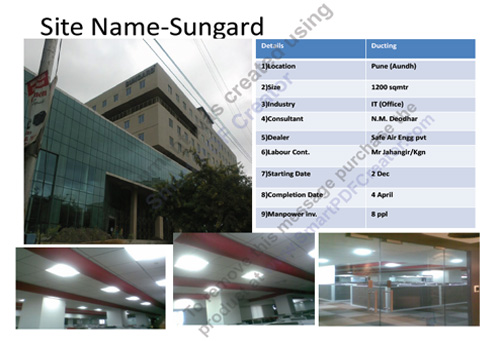 Site Name-Sungard
Details Ducting
1)Location Pune (Aundh)
2)Size 1200 sqmtr
3)Industry IT (Office)
4)Consultant N.M. Deodhar
5)Dealer Safe Air Engg pvt
6)Labour Cont. Mr Jahangir/Kgn
7)Starting Date 2 Dec
8)Completion Date 4 April
9)Manpower inv. 8 ppl